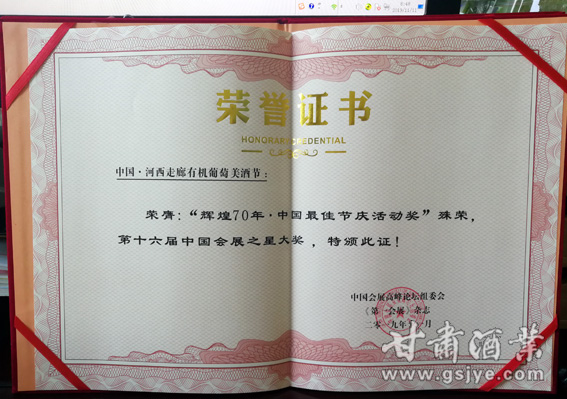 荣誉证书
HONORARY CREDENTIAL
中国·河西走廊有机葡萄美酒节：
荣膺：“辉煌70年·中国最佳节庆活动奖”殊荣，
第十六届中国会展之星大奖，特颁此证！
中国会展高峰论坛组委会
《第一会展》杂志
甘肃酒业
www.gsjye.com